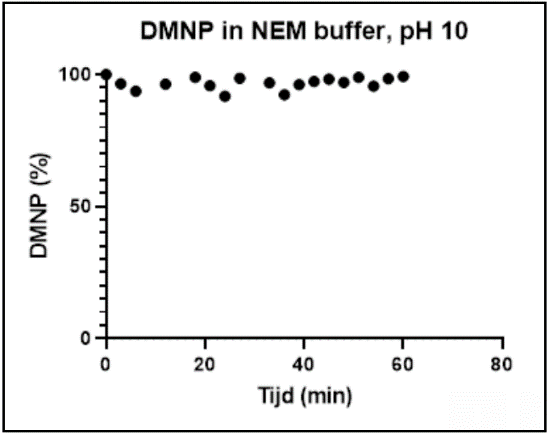 DMNP in NEM buffer, pH 10
100
50
0
DMNP (%)
0 20 40 60 80
Tijd (min)